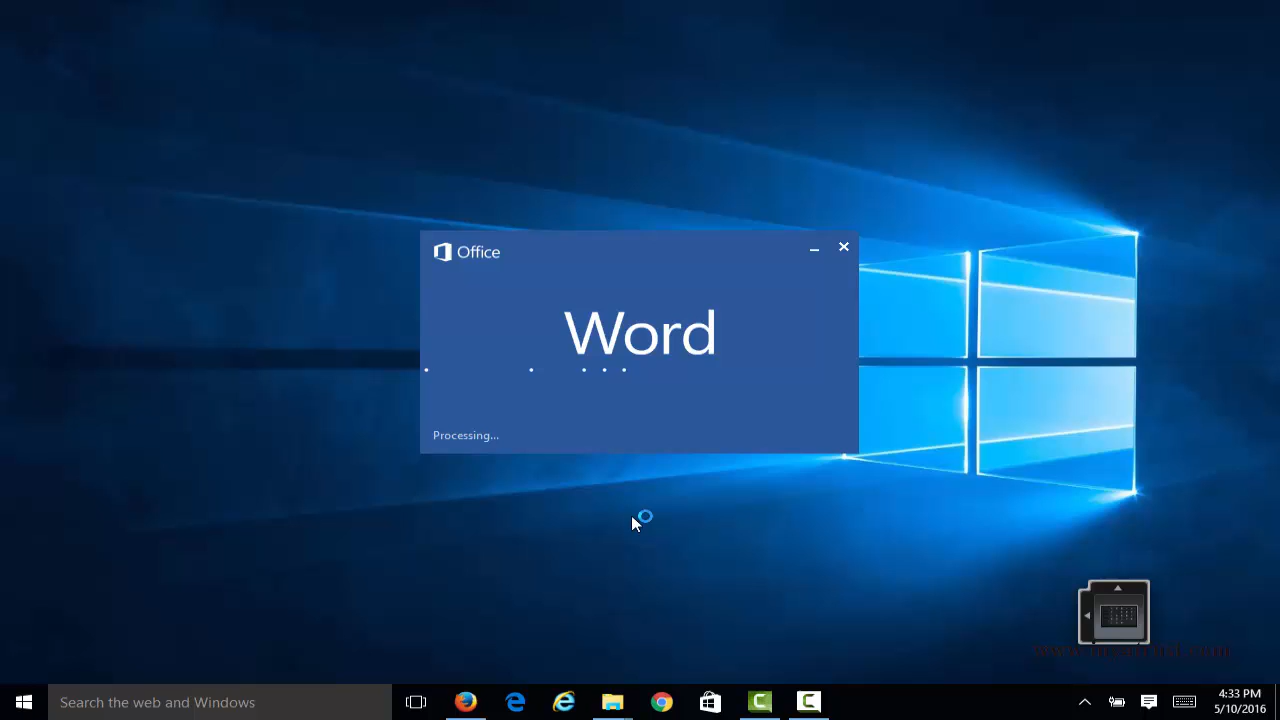 Office
Word
Processing...
Search the web and Windows
4:33 PM
5/10/2016